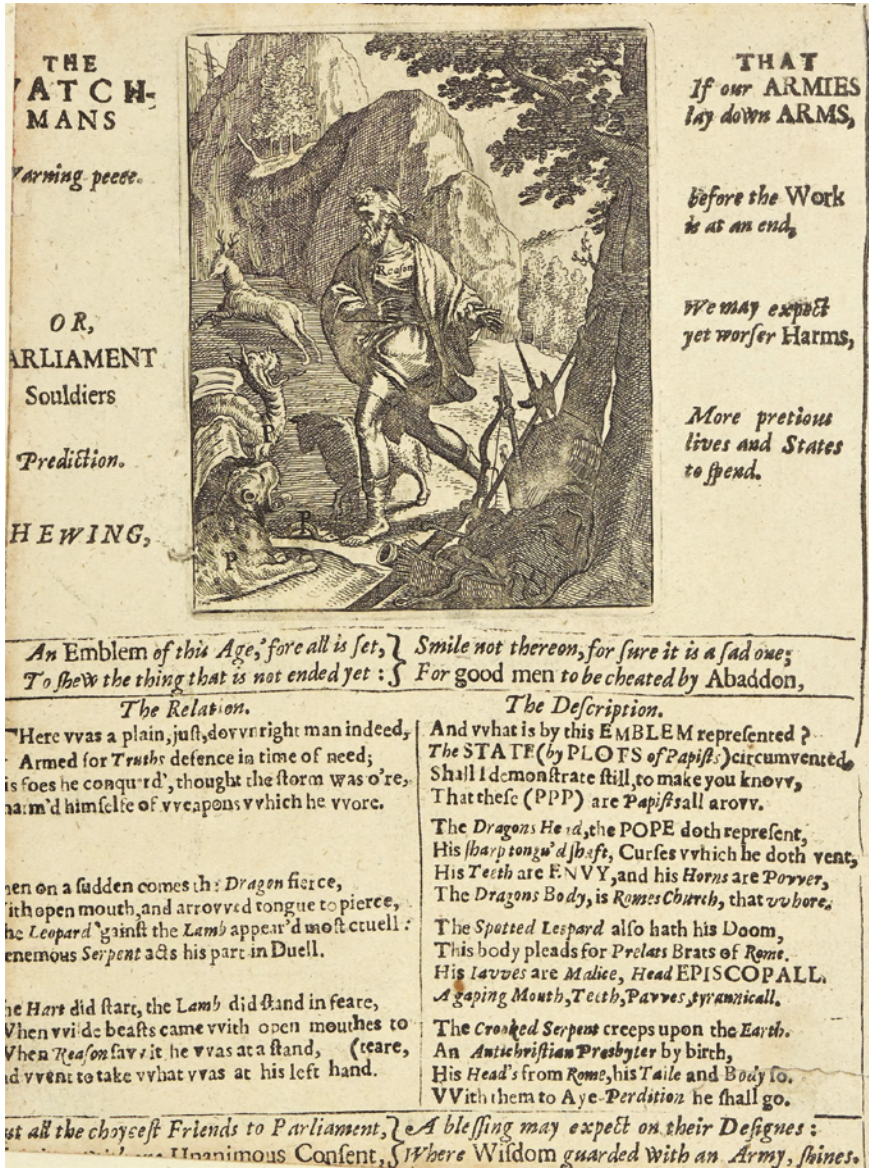 THE
ATCH-
MANS
arning peece.
OR,
ARLIAMENT
Souldiers
Prediction.
HEWING,
Reason
P
P
P
THAT
If our ARMIES
lay down ARMS,
before the Work
is at an end,
We may expect
yet worser Harms,
More pretious
lives and States
to spend.
An Emblem of this Age, fore all is set, }
To shew the thing that is not ended yet : }
Smile not thereon, for sure it is a sad one;
For good men to be cheated by Abaddon,
The Relation.
Here vvas a plain, just, dovvnright man indeed,
Armed for Truths defence in time of need;
is foes he conquer'd, thought the storm was o're,
harm'd himselfe of vveapons vvhich he vvore.
hen on a sudden comes the Dragon fierce,
ith open mouth, and arrovved tongue to pierce,
he Leopard 'gainst the Lamb appear'd most cruell :
enemous Serpent acts his part in Duell.
he Hart did start, the Lamb did stand in feare,
When vvilde beasts came vvith open mouthes to (teare,
When Reason savv it he vvas at a stand,
nd vvent to take vvhat vvas at his left hand.
The Description.
And vvhat is by this EMBLEM represented ?
The STATE (by PLOTS of Papists) circumvented,
Shall I demonstrate still, to make you knovv,
That these (PPP) are Papists all arovv.
The Dragons Head, the POPE doth represent,
His sharp tongu'd shaft, Curses vvhich he doth vent,
His Teeth are ENVY, and his Horns are Povver,
The Dragons Body, is Romes Church, that vvhore.
The Spotted Leopard also hath his Doom,
This body pleads for Prelats Brats of Rome.
His Iavves are Malice, Head EPISCOPALL,
A gaping Mouth, Teeth, Pavves, tyrannicall.
The Crooked Serpent creeps upon the Earth.
An Antichristian Presbyter by birth,
His Head's from Rome, his Taile and Body so.
VVith them to Aye-Perdition he shall go.
st all the choycest Friends to Parliament, }
Unanimous Consent, }
A blessing may expect on their Designes :
Where Wisdom guarded with an Army, shines.